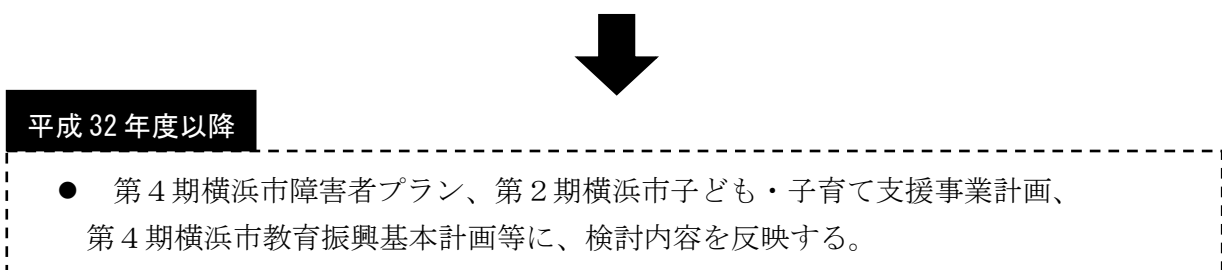 平成 32 年度以降
● 第４期横浜市障害者プラン、第２期横浜市子ども・子育て支援事業計画、
第４期横浜市教育振興基本計画等に、検討内容を反映する。